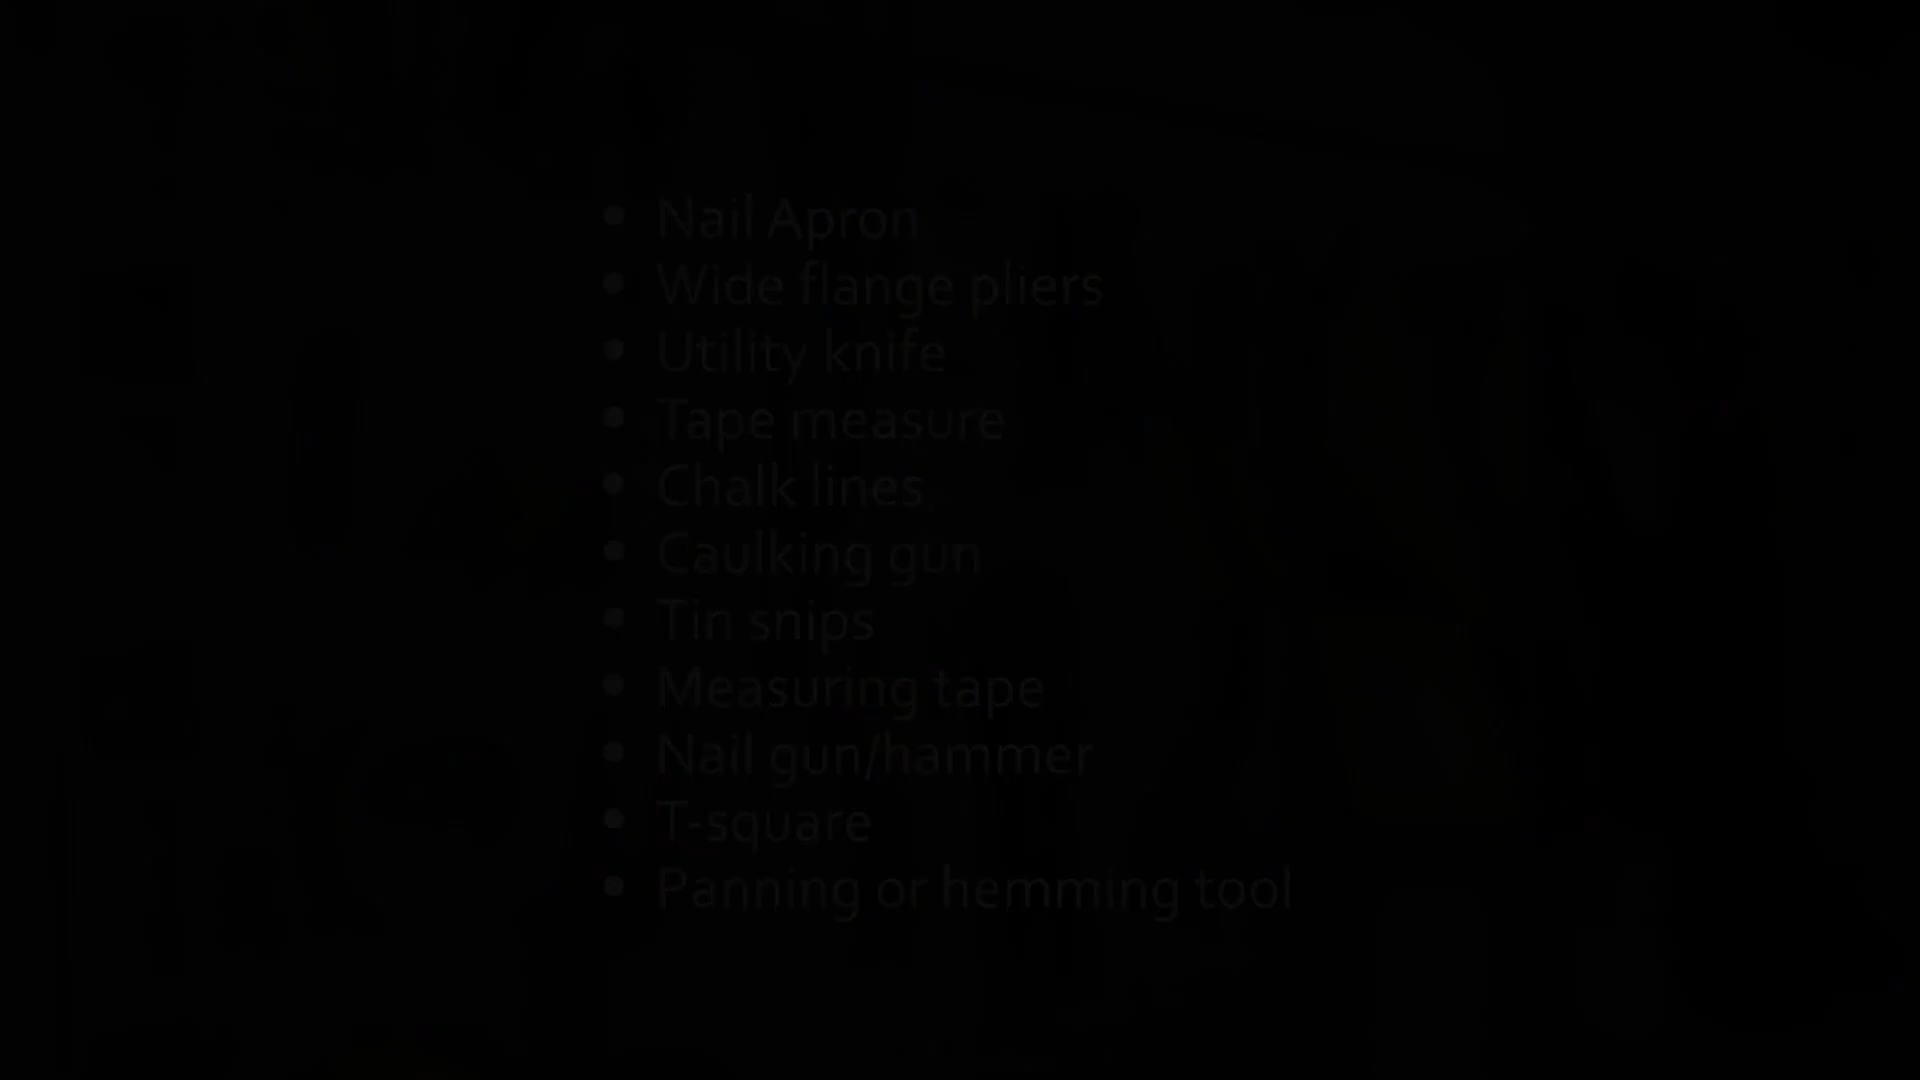 • Nail Apron
• Wide flange pliers
• Utility knife
• Tape measure
• Chalk lines
• Caulking gun
• Tin snips
• Measuring tape
• Nail gun/hammer
• T-square
• Panning or hemming tool